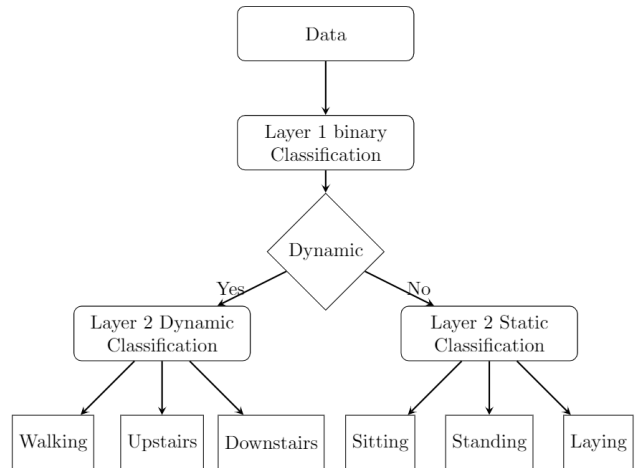 Data
Layer 1 binary
Classification
Dynamic
Yes
No
Layer 2 Dynamic
Classification
Layer 2 Static
Classification
Walking
Upstairs
Downstairs
Sitting
Standing
Laying